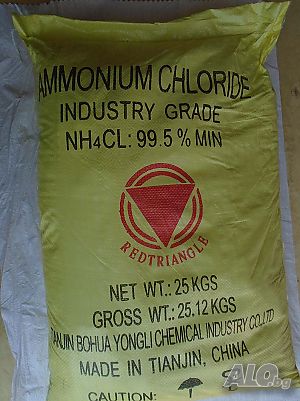 AMMONIUM CHLORIDE
INDUSTRY GRADE
NH4CL: 99.5 % MIN
REDTRIANGLE
NET WT.: 25 KGS
GROSS WT.: 25.12 KGS
TIANJIN BOHUA YONGLI CHEMICAL INDUSTRY CO.,LTD
MADE IN TIANJIN, CHINA
CAUTION:
ALO.bg